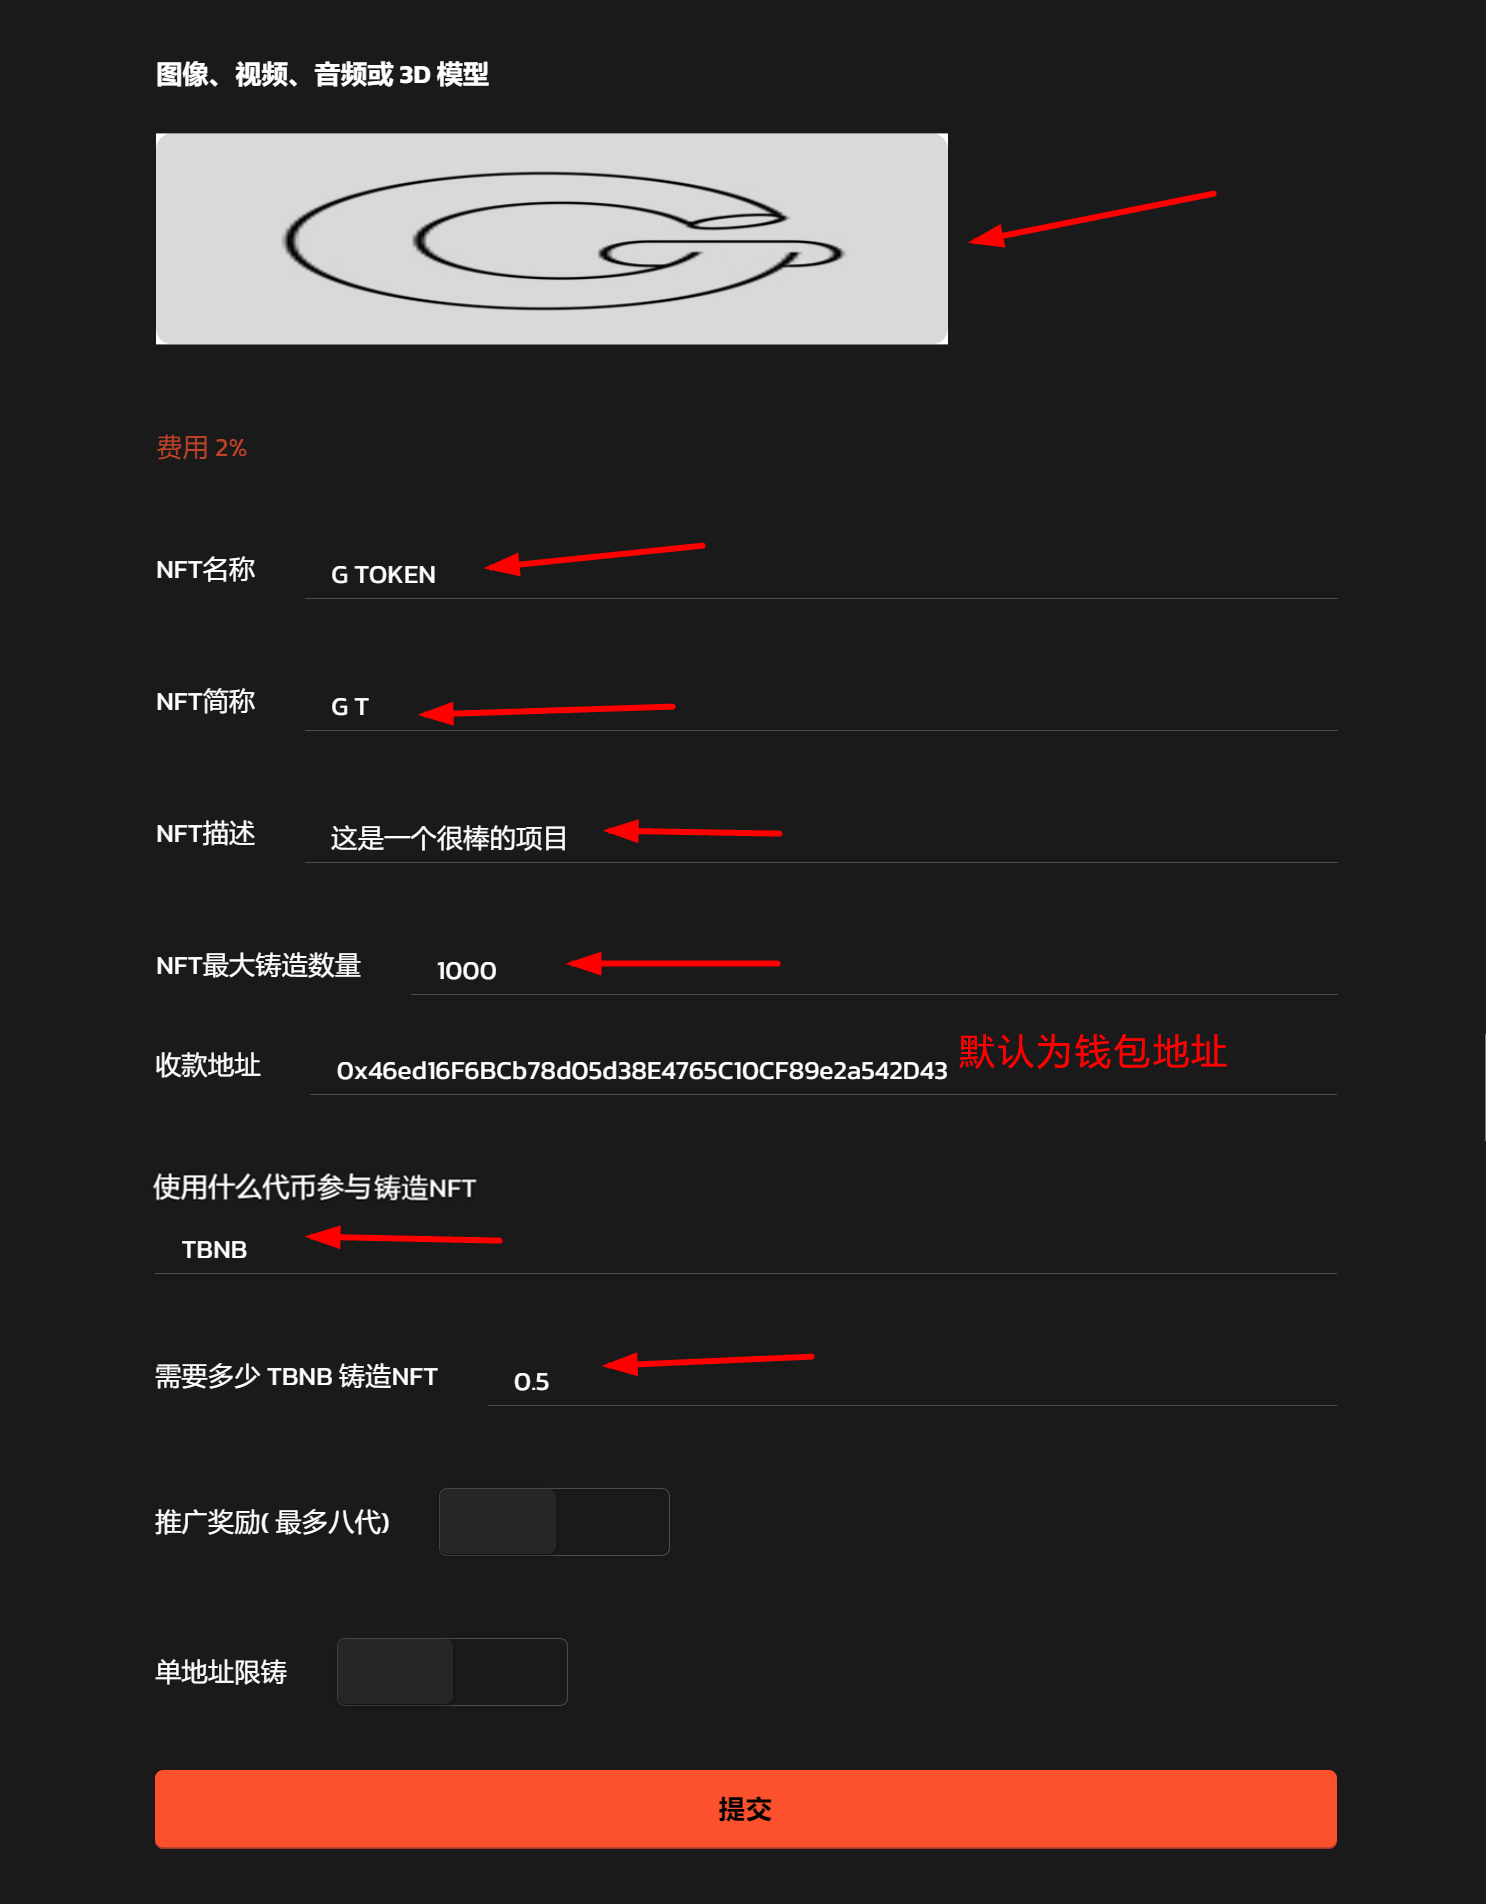 图像、视频、音频或 3D 模型
费用 2%
NFT名称 G TOKEN
NFT简称 G T
NFT描述 这是一个很棒的项目
NFT最大铸造数量 1000
收款地址 0x46ed16F6BCb78d05d38E4765C10CF89e2a542D43 默认为钱包地址
使用什么代币参与铸造NFT
TBNB
需要多少 TBNB 铸造NFT 0.5
推广奖励( 最多八代)
单地址限铸
提交